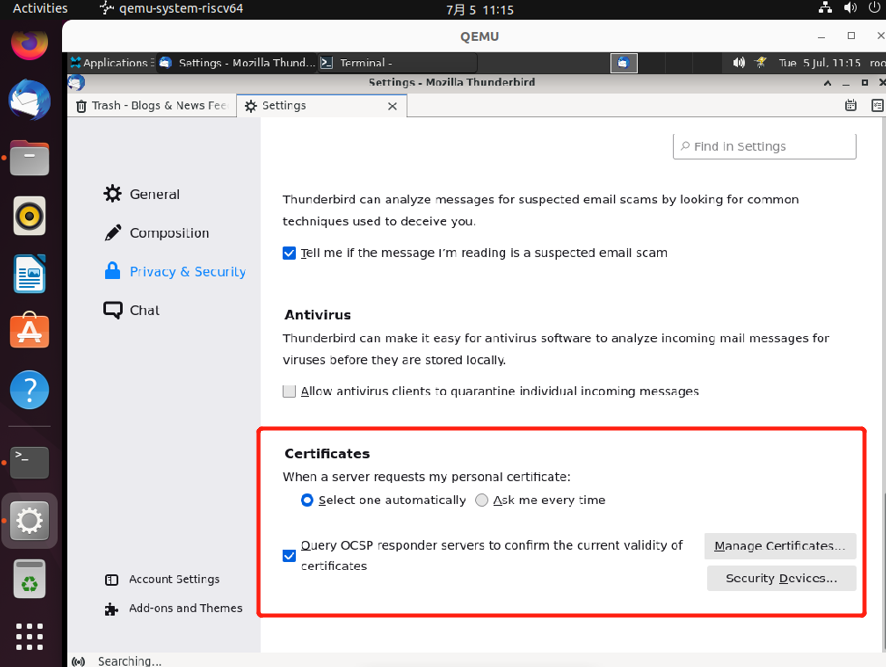 Activities
qemu-system-riscv64
7月 5 11:15
QEMU
Applications
Settings - Mozilla Thund...
Terminal -
Tue 5 Jul, 11:15
roo
Settings - Mozilla Thunderbird
Trash - Blogs & News Fee
Settings
Find in Settings
General
Composition
Privacy & Security
Chat
Thunderbird can analyze messages for suspected email scams by looking for common
techniques used to deceive you.
Tell me if the message I'm reading is a suspected email scam
Antivirus
Thunderbird can make it easy for antivirus software to analyze incoming mail messages for
viruses before they are stored locally.
Allow antivirus clients to quarantine individual incoming messages
Certificates
When a server requests my personal certificate:
Select one automatically
Ask me every time
Query OCSP responder servers to confirm the current validity of
certificates
Manage Certificates...
Security Devices...
Account Settings
Add-ons and Themes
Searching...